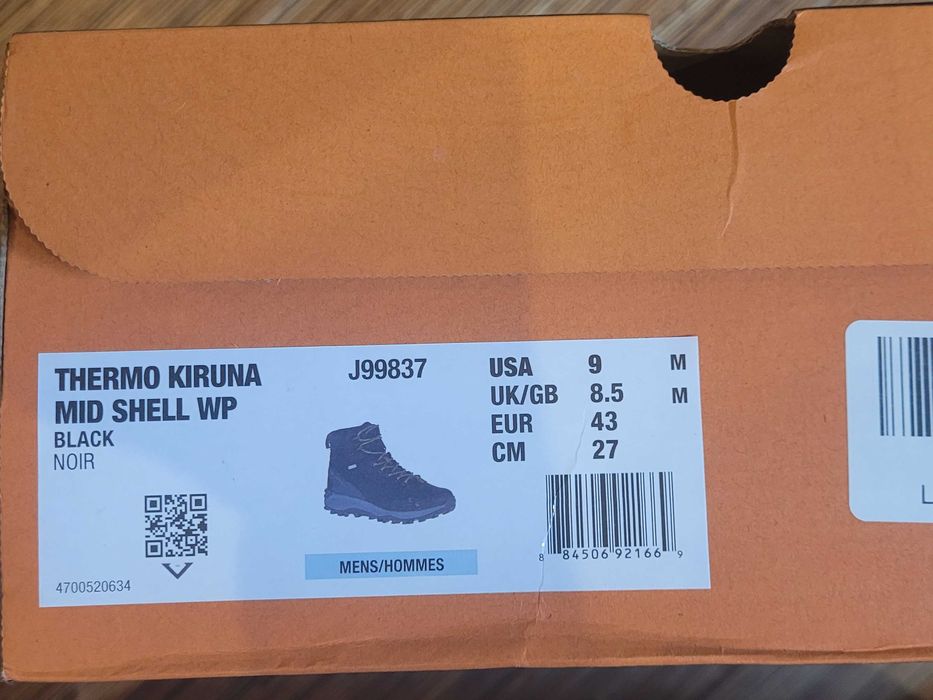 THERMO KIRUNA
MID SHELL WP
BLACK
NOIR
4700520634
J99837
MENS/HOMMES
USA 9 M
UK/GB 8.5 M
EUR 43
CM 27
8 84506 92166 9